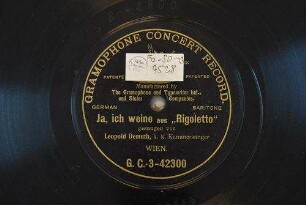 GRAMOPHONE CONCERT RECORD.
PATENTED PATENTED
Manufactured by
The Gramophone and Typewriter Ltd.,
and Sister Companies.
GERMAN BARITONE
Ja, ich weine aus „Rigoletto“
gesungen von
Leopold Demuth, k. k. Kammersänger
WIEN.
G. C.-3-42300